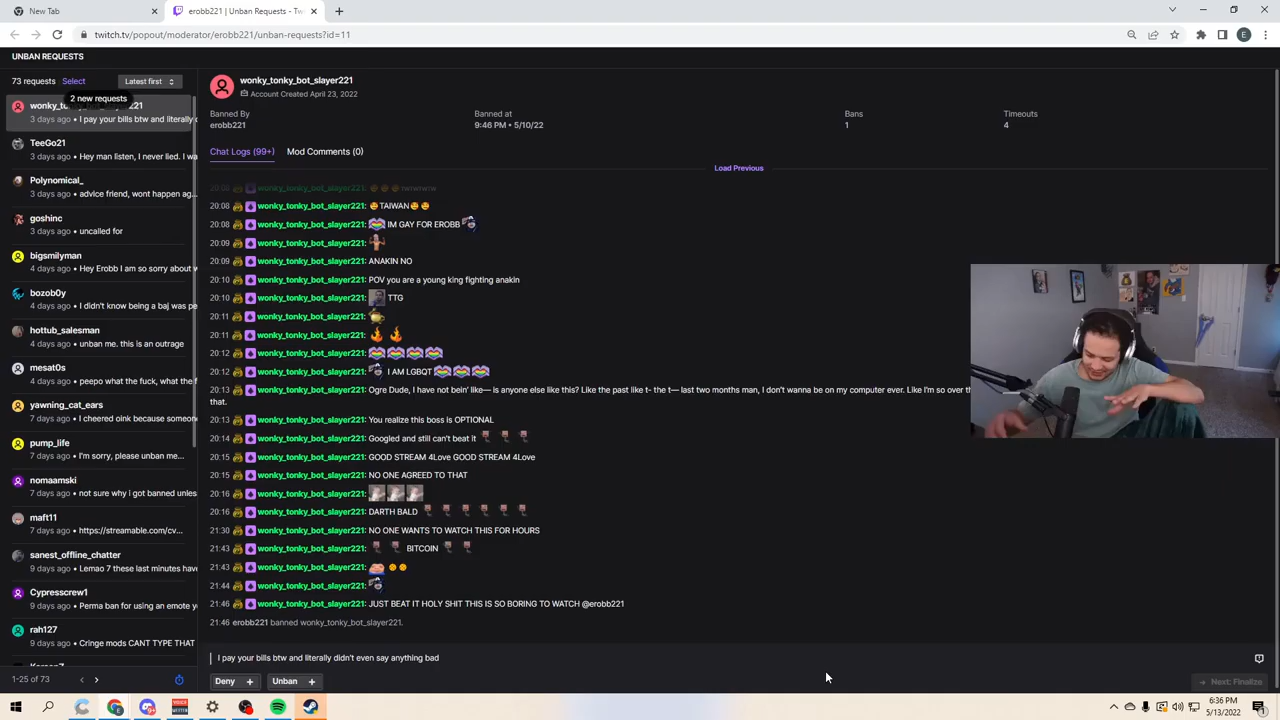 New Tab
erobb221 | Unban Requests - Tw
twitch.tv/popout/moderator/erobb221/unban-requests?id=11
E
UNBAN REQUESTS
73 requests Select Latest first
2 new requests
3 days ago • I pay your bills btw and literally
TeeGo21
3 days ago • Hey man listen, I never lied. I wa
Polynomical_
3 days ago • advice friend, wont happen ag...
goshinc
3 days ago • uncalled for
bigsmilyman
3 days ago • Hey Erobb I am so sorry about
bozob0y
4 days ago • I didn't know being a baj was pe
hottub_salesman
4 days ago • unban me. this is an outrage
mesat0s
4 days ago • peepo what the fuck, what the f
yawning_cat_ears
7 days ago • I cheered oink because someon
pump_life
7 days ago • I'm sorry, please unban me...
nomaamski
7 days ago • not sure why i got banned unles
maft11
7 days ago • https://streamable.com/cv...
sanest_offline_chatter
7 days ago • Lemao 7 these last minutes have
Cypresscrew1
9 days ago • Perma ban for using an emote y
rah127
9 days ago • Cringe mods CANT TYPE THAT
1-25 of 73
wonky_tonky_bot_slayer221
Account Created April 23, 2022
Banned By Banned at Bans Timeouts
erobb221 9:46 PM • 5/10/22 1 4
Chat Logs (99+) Mod Comments (0)
Load Previous
20:08 wonky_tonky_bot_slayer221: TAIWAN
20:08 wonky_tonky_bot_slayer221: IM GAY FOR EROBB
20:09 wonky_tonky_bot_slayer221:
20:09 wonky_tonky_bot_slayer221: ANAKIN NO
20:10 wonky_tonky_bot_slayer221: POV you are a young king fighting anakin
20:10 wonky_tonky_bot_slayer221: TTG
20:11 wonky_tonky_bot_slayer221:
20:11 wonky_tonky_bot_slayer221:
20:12 wonky_tonky_bot_slayer221:
20:12 wonky_tonky_bot_slayer221: I AM LGBQT
20:13 wonky_tonky_bot_slayer221: Ogre Dude, I have not bein' like— is anyone else like this? Like the past like t- the t— last two months man, I don't wanna be on my computer ever. Like I'm so over th
that.
20:13 wonky_tonky_bot_slayer221: You realize this boss is OPTIONAL
20:14 wonky_tonky_bot_slayer221: Googled and still can't beat it
20:15 wonky_tonky_bot_slayer221: GOOD STREAM 4Love GOOD STREAM 4Love
20:15 wonky_tonky_bot_slayer221: NO ONE AGREED TO THAT
20:16 wonky_tonky_bot_slayer221:
20:16 wonky_tonky_bot_slayer221: DARTH BALD
21:30 wonky_tonky_bot_slayer221: NO ONE WANTS TO WATCH THIS FOR HOURS
21:43 wonky_tonky_bot_slayer221: BITCOIN
21:43 wonky_tonky_bot_slayer221:
21:44 wonky_tonky_bot_slayer221:
21:46 wonky_tonky_bot_slayer221: JUST BEAT IT HOLY SHIT THIS IS SO BORING TO WATCH @erobb221
21:46 erobb221 banned wonky_tonky_bot_slayer221.
I pay your bills btw and literally didn't even say anything bad
Deny + Unban + Next: Finalize
6:36 PM
5/13/2022